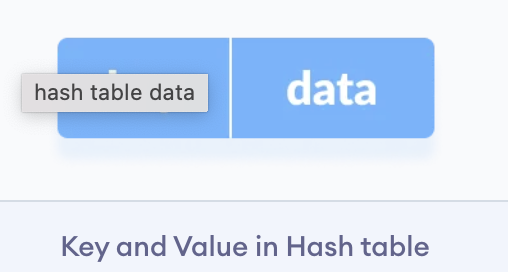 hash table data
data
Key and Value in Hash table